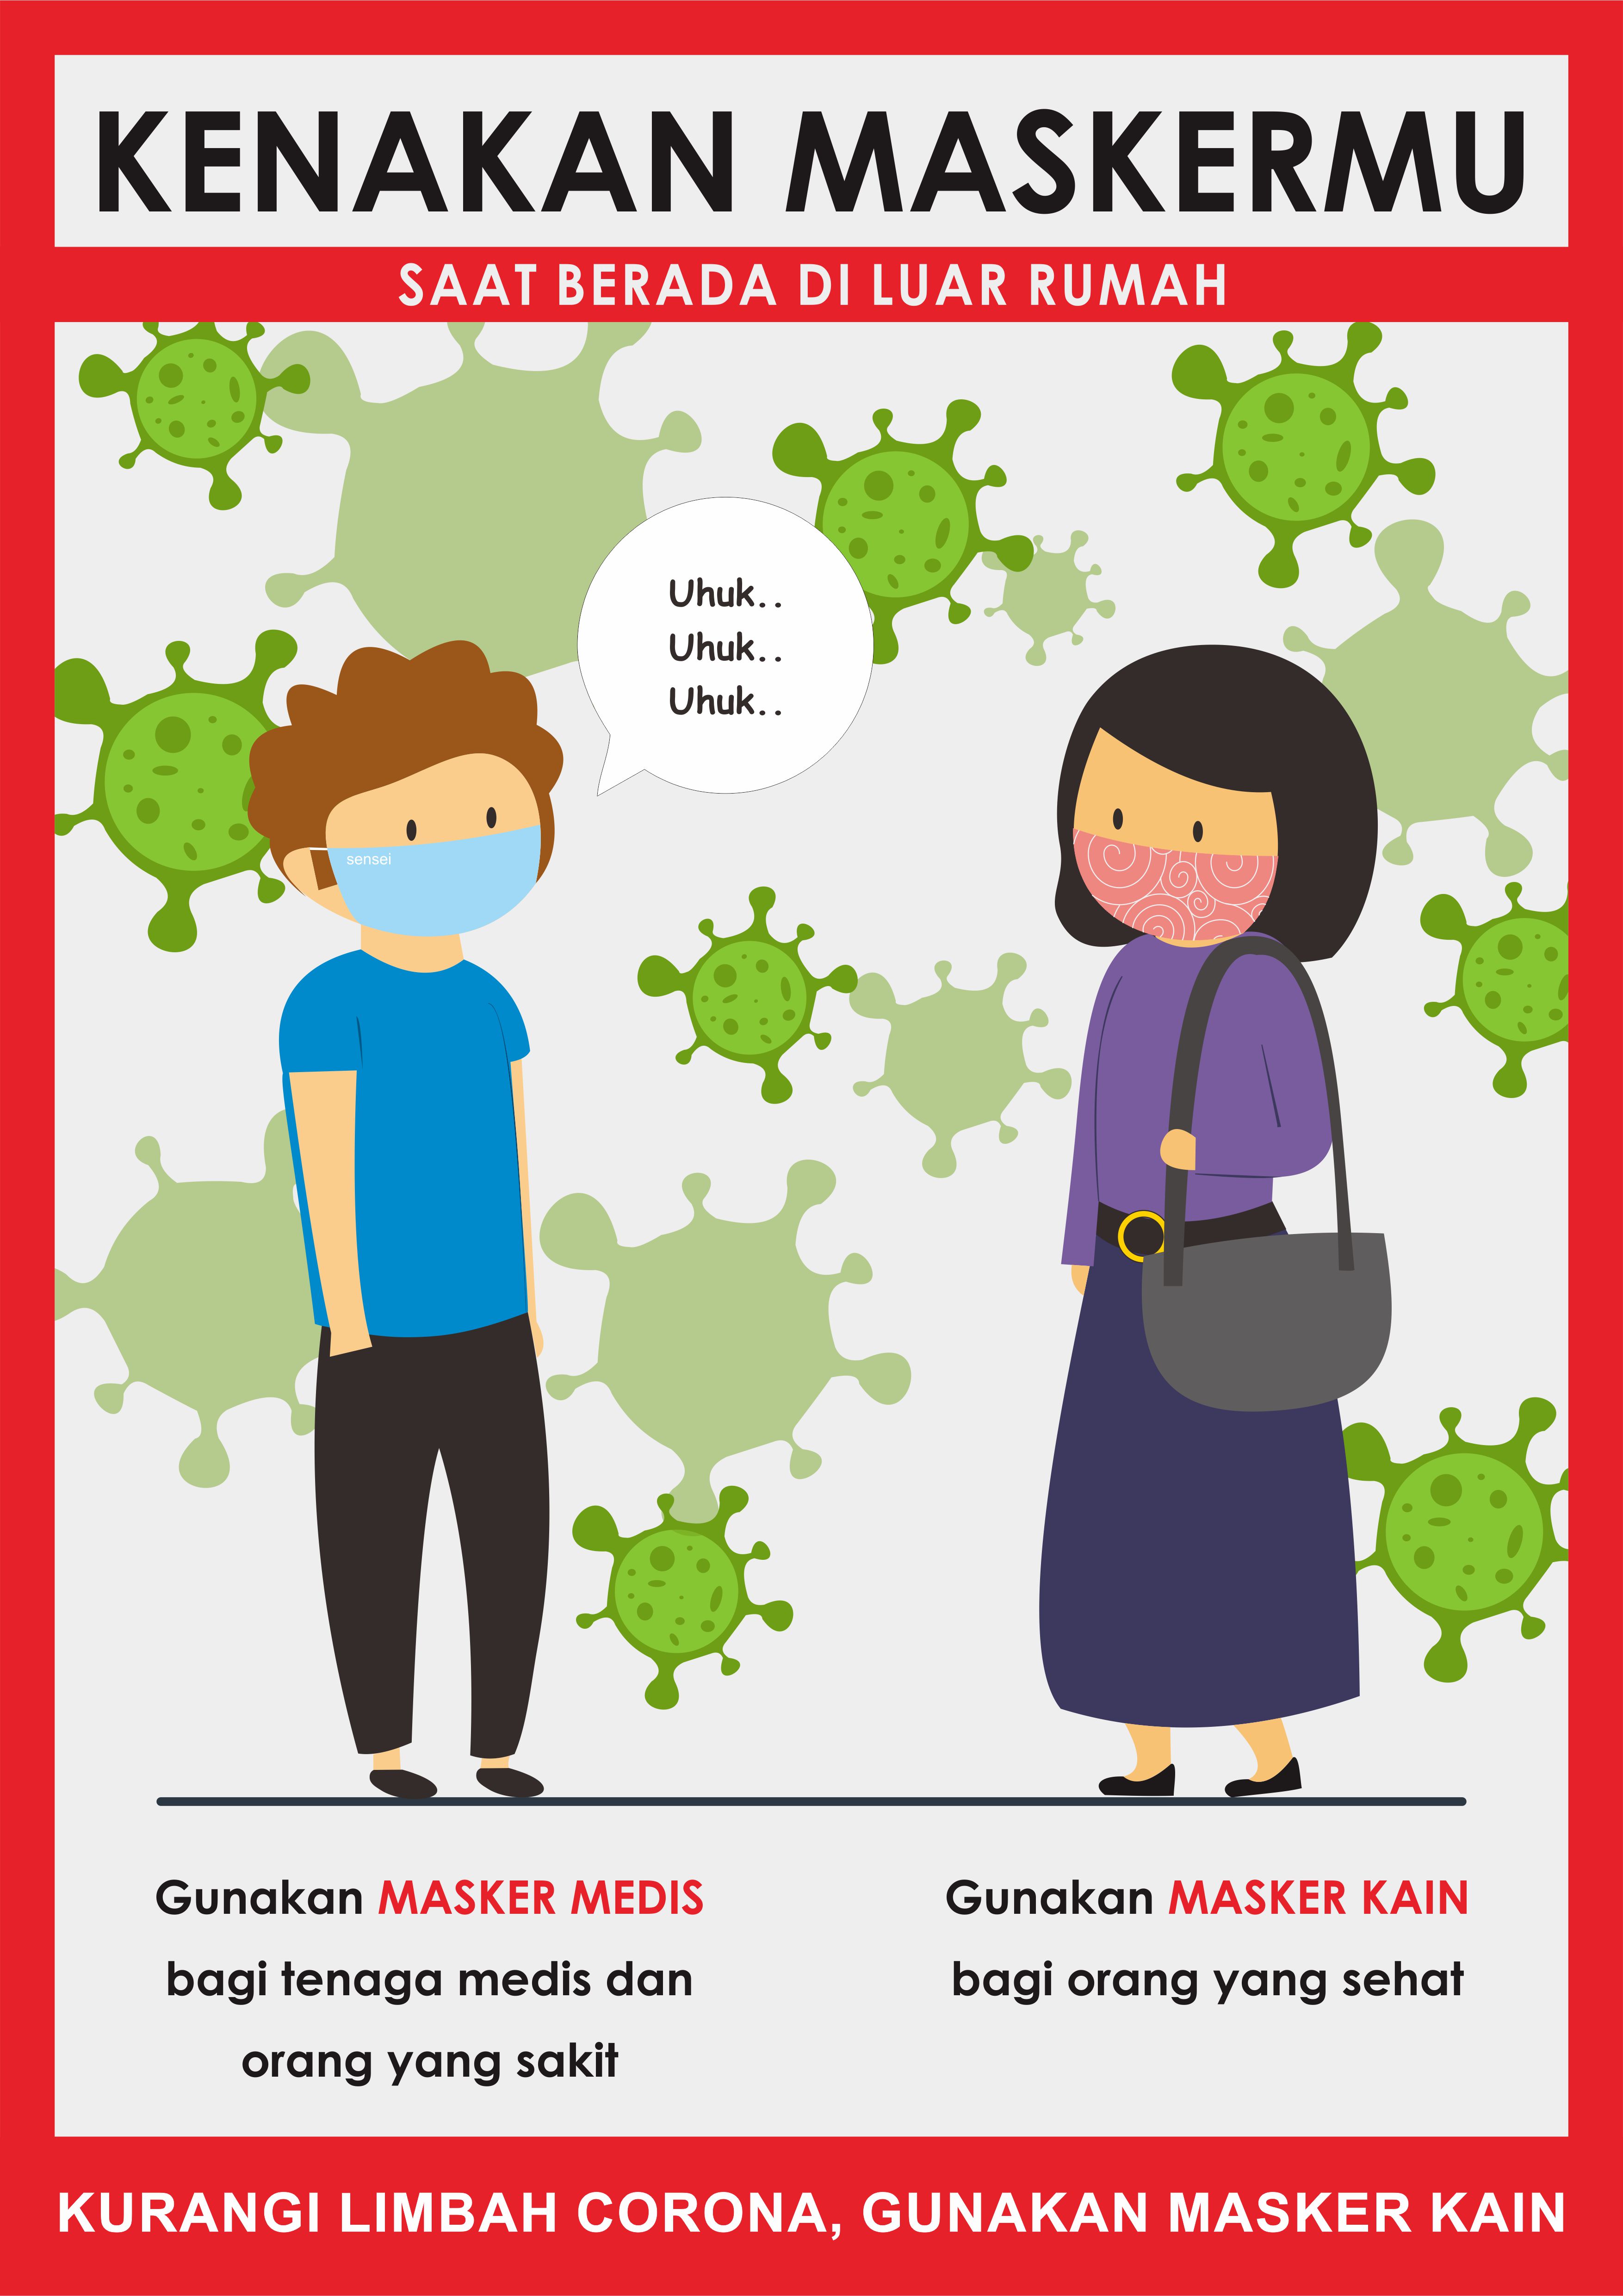 KENAKAN MASKERMU
SAAT BERADA DI LUAR RUMAH
Uhuk..
Uhuk..
Uhuk..
sensei
Gunakan MASKER MEDIS
bagi tenaga medis dan
orang yang sakit
Gunakan MASKER KAIN
bagi orang yang sehat
KURANGI LIMBAH CORONA, GUNAKAN MASKER KAIN